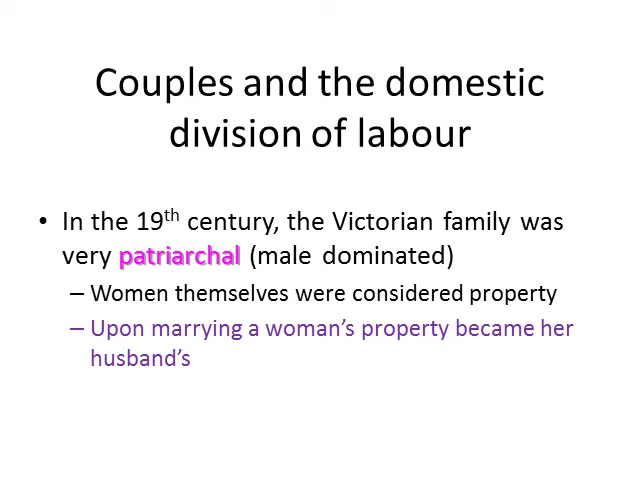 Couples and the domestic
division of labour
• In the 19th century, the Victorian family was
very patriarchal (male dominated)
– Women themselves were considered property
– Upon marrying a woman’s property became her
husband’s